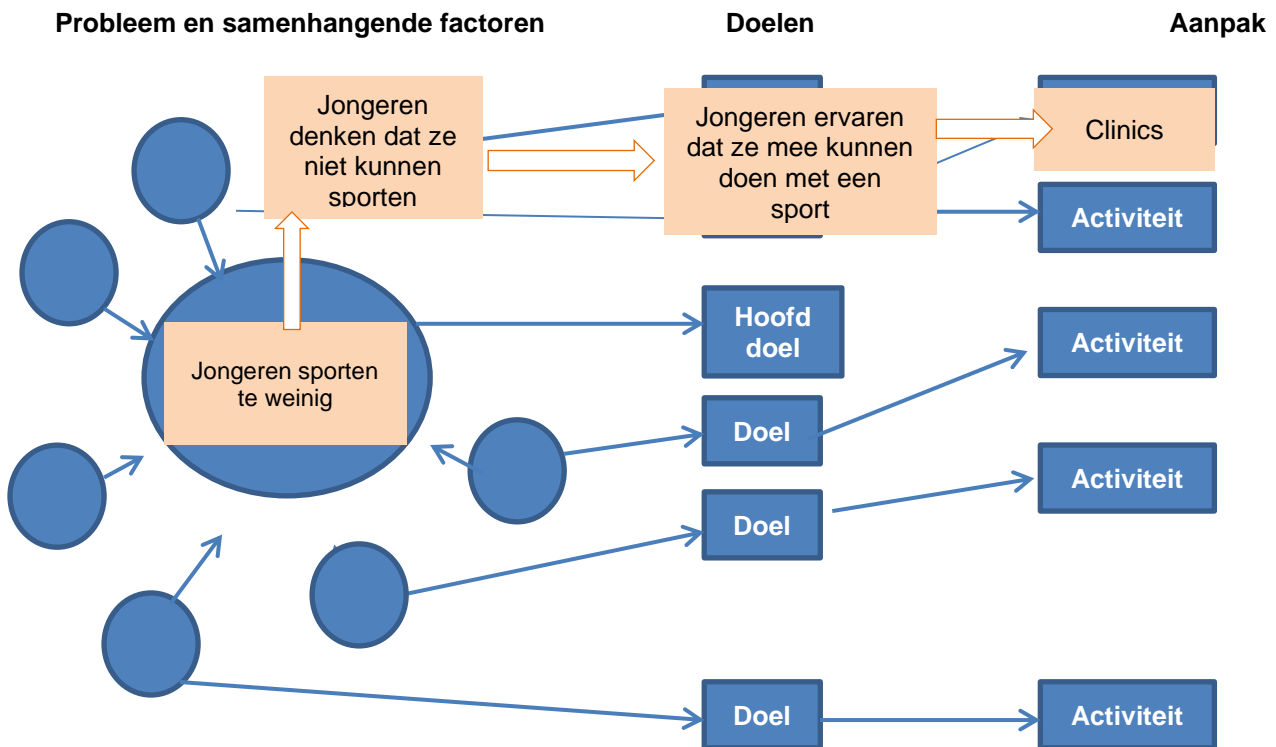 Probleem en samenhangende factoren
Doelen
Aanpak
Jongeren
denken dat ze
niet kunnen
sporten
Jongeren ervaren
dat ze mee kunnen
doen met een
sport
Clinics
Activiteit
Hoofd
doel
Activiteit
Jongeren sporten
te weinig
Doel
Activiteit
Doel
Doel
Activiteit